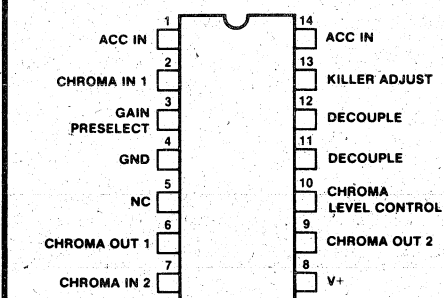 1
14
ACC IN
ACC IN
2
13
CHROMA IN 1
KILLER ADJUST
3
12
GAIN
PRESELECT
DECOUPLE
4
11
GND
DECOUPLE
5
10
NC
CHROMA
LEVEL CONTROL
6
9
CHROMA OUT 1
CHROMA OUT 2
7
8
CHROMA IN 2
V+